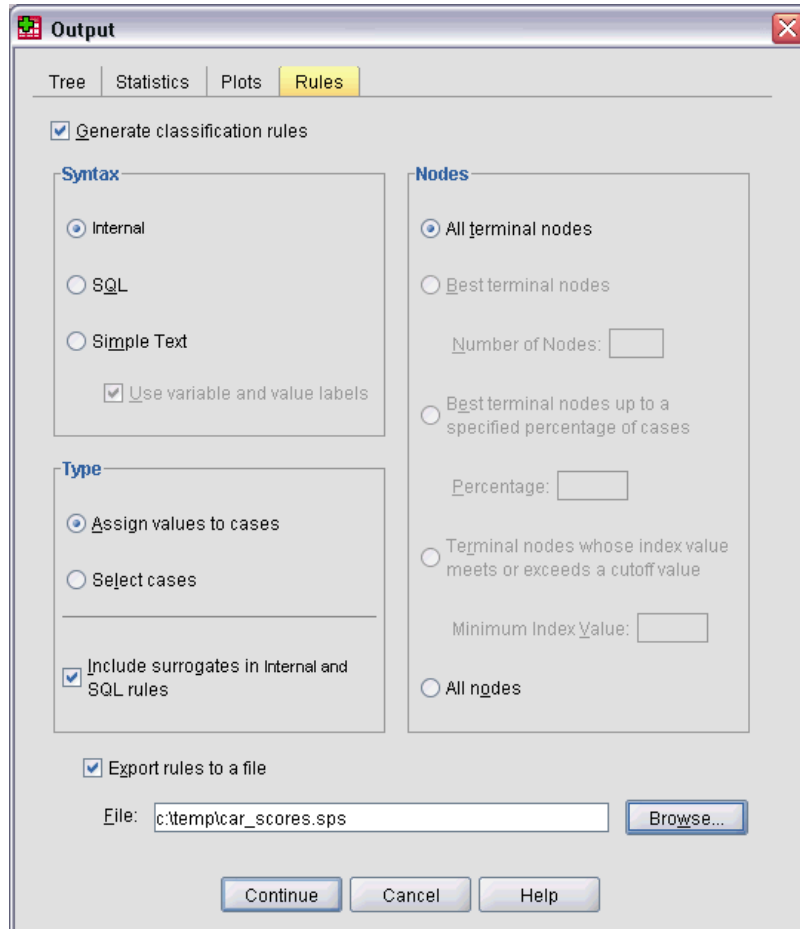 Output
Tree Statistics Plots Rules
Generate classification rules
Syntax
Internal
SQL
Simple Text
Use variable and value labels
Type
Assign values to cases
Select cases
Include surrogates in Internal and
SQL rules
Nodes
All terminal nodes
Best terminal nodes
Number of Nodes:
Best terminal nodes up to a
specified percentage of cases
Percentage:
Terminal nodes whose index value
meets or exceeds a cutoff value
Minimum Index Value:
All nodes
Export rules to a file
File: c:\temp\car_scores.sps Browse...
Continue Cancel Help